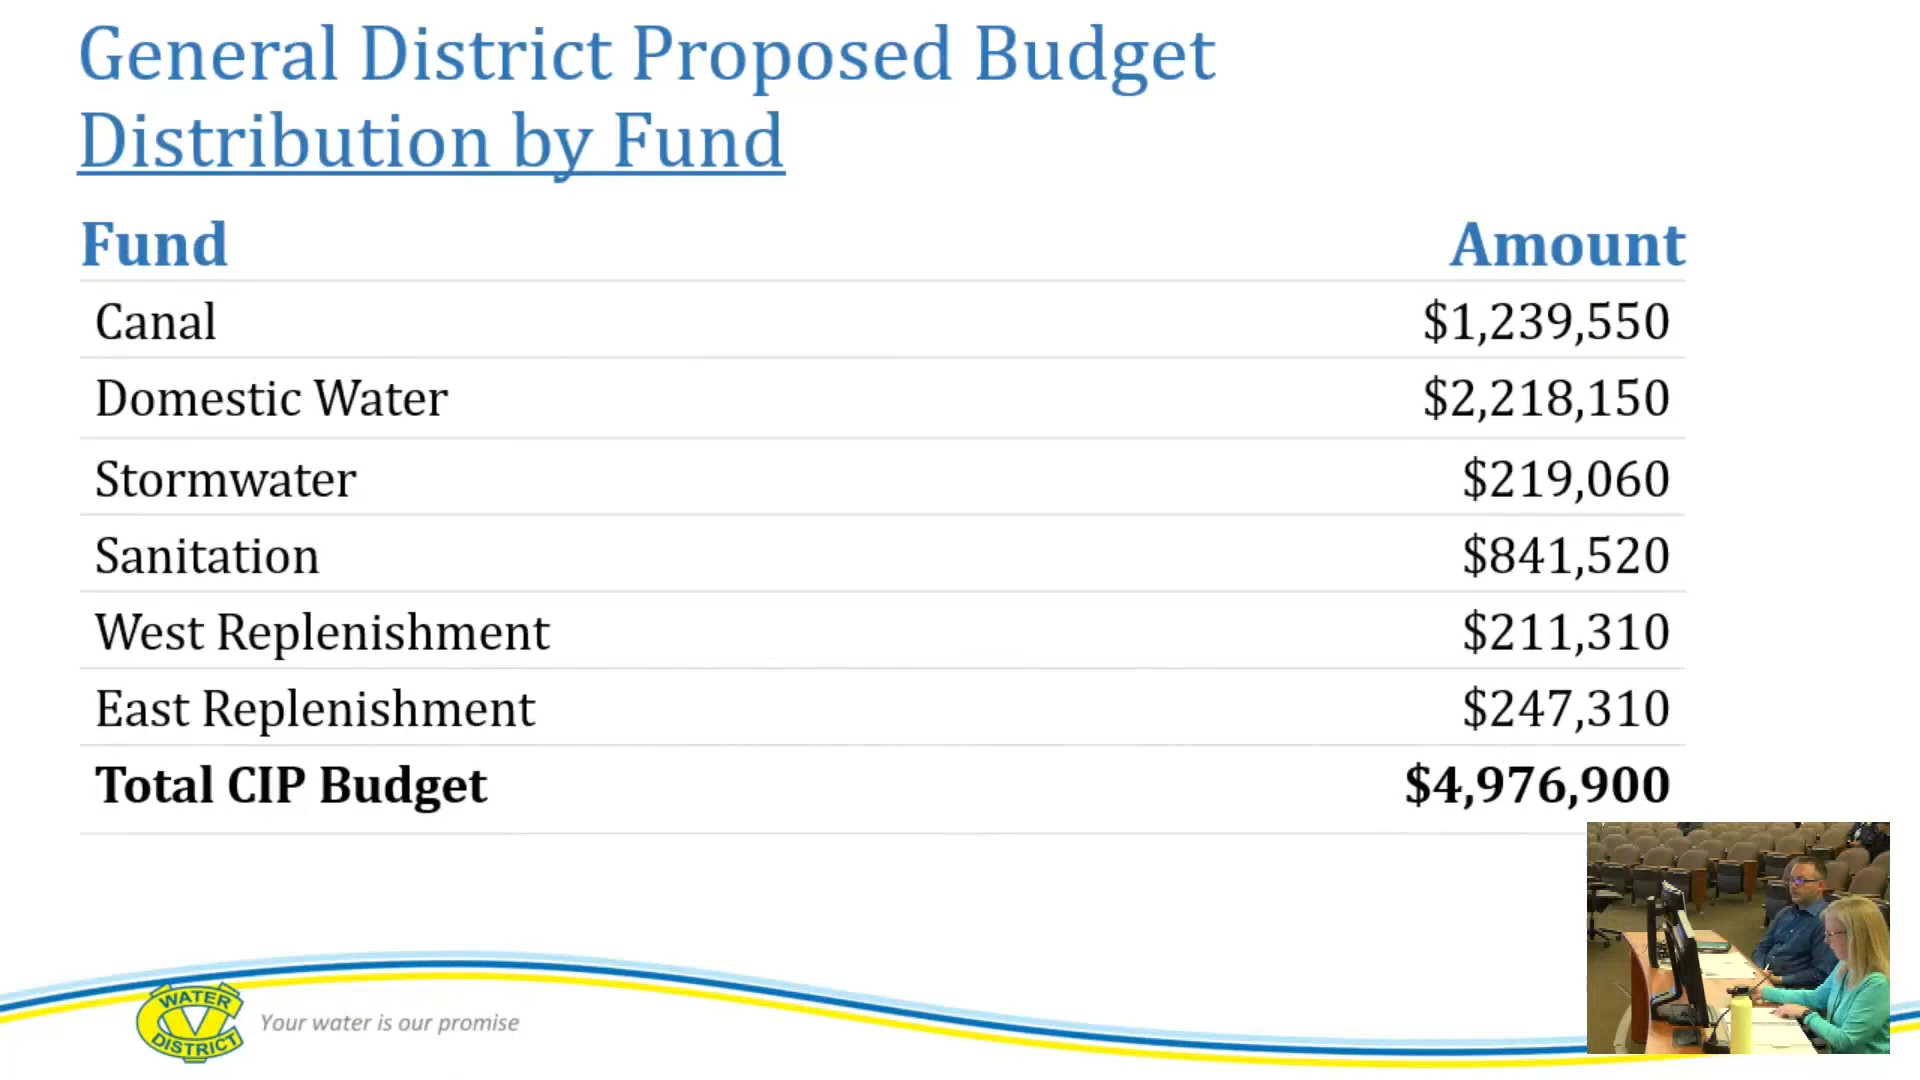 General District Proposed Budget
Distribution by Fund
Fund Amount
Canal $1,239,550
Domestic Water $2,218,150
Stormwater $219,060
Sanitation $841,520
West Replenishment $211,310
East Replenishment $247,310
Total CIP Budget $4,976,900
WATER
CV
DISTRICT
Your water is our promise